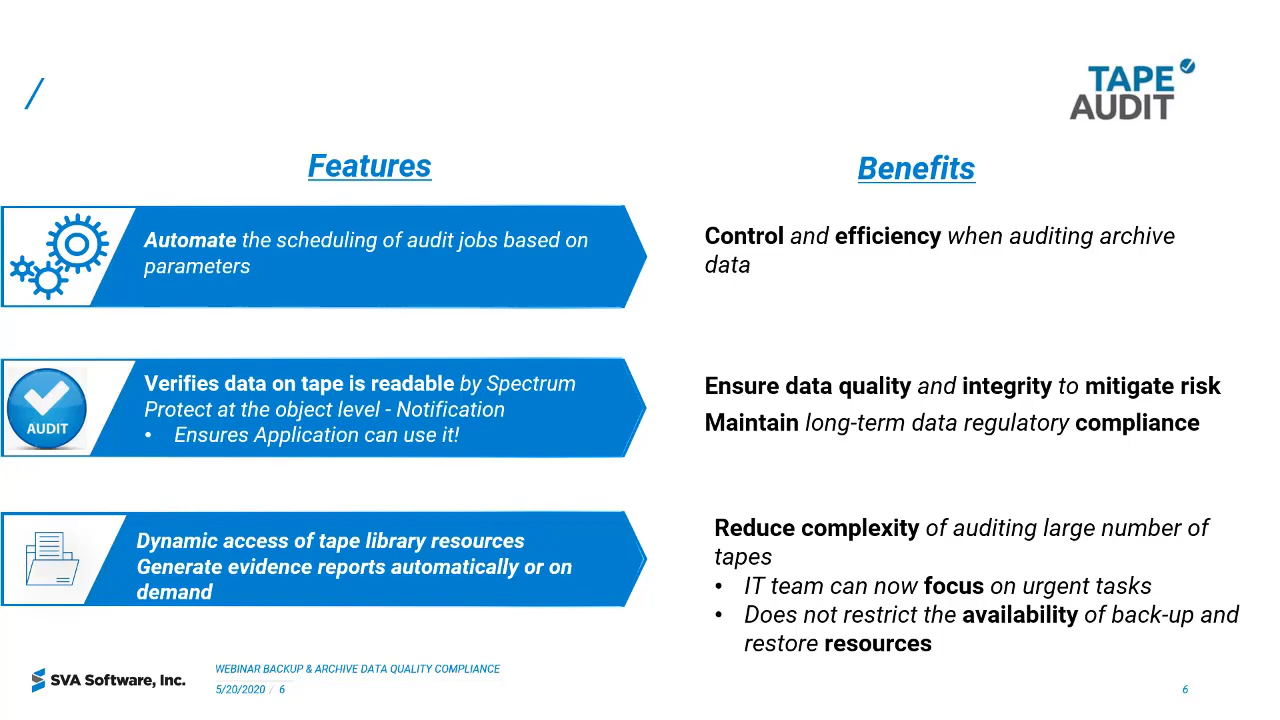 /
TAPE
AUDIT
Features
Benefits
Automate the scheduling of audit jobs based on
parameters
Control and efficiency when auditing archive
data
AUDIT
Verifies data on tape is readable by Spectrum
Protect at the object level - Notification
• Ensures Application can use it!
Ensure data quality and integrity to mitigate risk
Maintain long-term data regulatory compliance
Dynamic access of tape library resources
Generate evidence reports automatically or on
demand
Reduce complexity of auditing large number of
tapes
• IT team can now focus on urgent tasks
• Does not restrict the availability of back-up and
restore resources
SVA Software, Inc.
WEBINAR BACKUP & ARCHIVE DATA QUALITY COMPLIANCE
5/20/2020 / 6
6